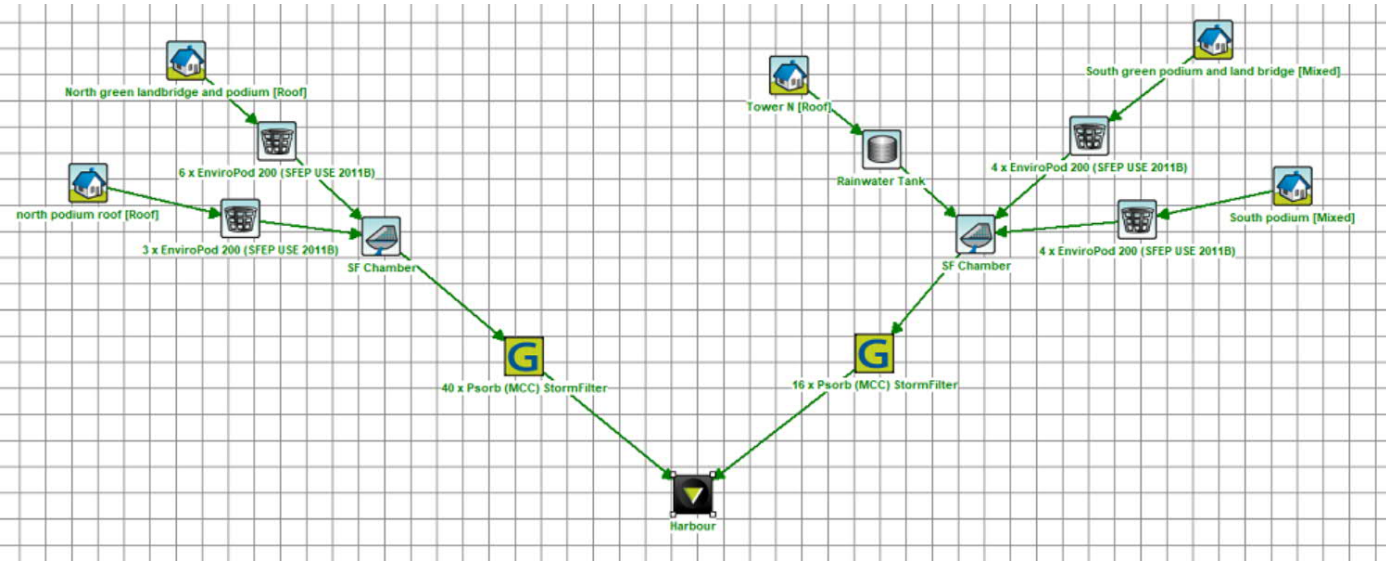 North green landbridge and podium [Roof]
6 x EnviroPod 200 (SFEP USE 2011B)
north podium roof [Roof]
3 x EnviroPod 200 (SFEP USE 2011B)
SF Chamber
G
40 x Psorb (MCC) StormFilter
South green podium and land bridge [Mixed]
Tower N [Roof]
4 x EnviroPod 200 (SFEP USE 2011B)
Rainwater Tank
South podium [Mixed]
4 x EnviroPod 200 (SFEP USE 2011B)
SF Chamber
G
16 x Psorb (MCC) StormFilter
Harbour